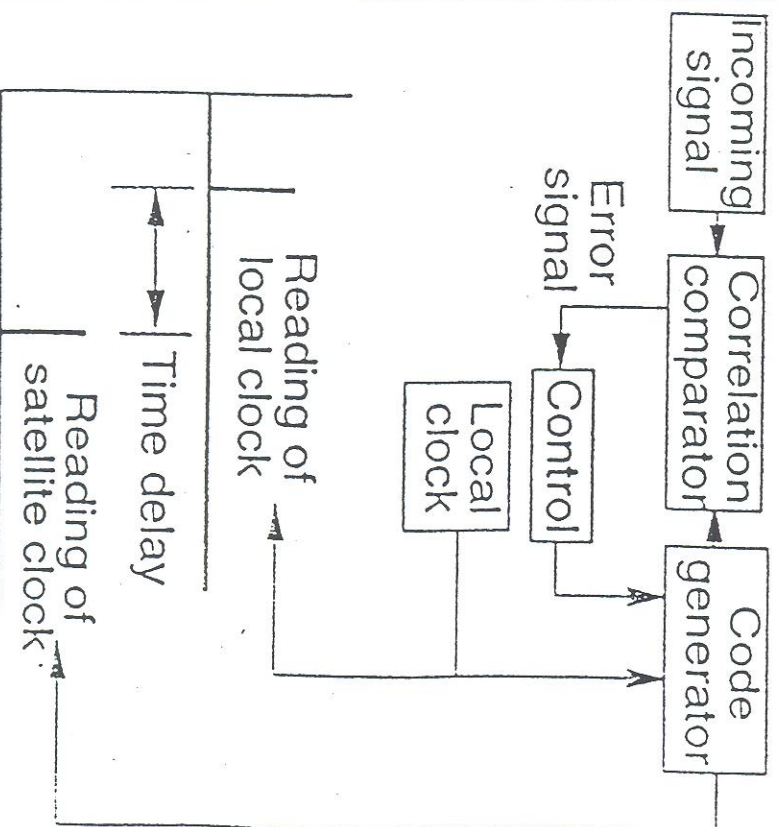 Incoming
signal
Correlation
comparator
Code
generator
Error
signal
Control
Local
clock
Reading of
local clock
Time delay
Reading of
satellite clock